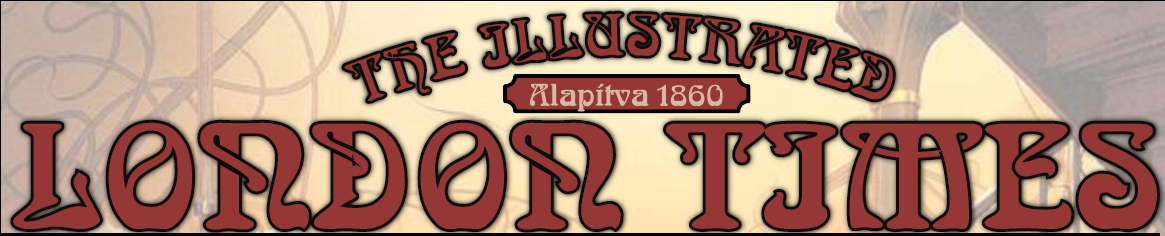 THE ILLUSTRATED
Alapítva 1860
LONDON TIMES